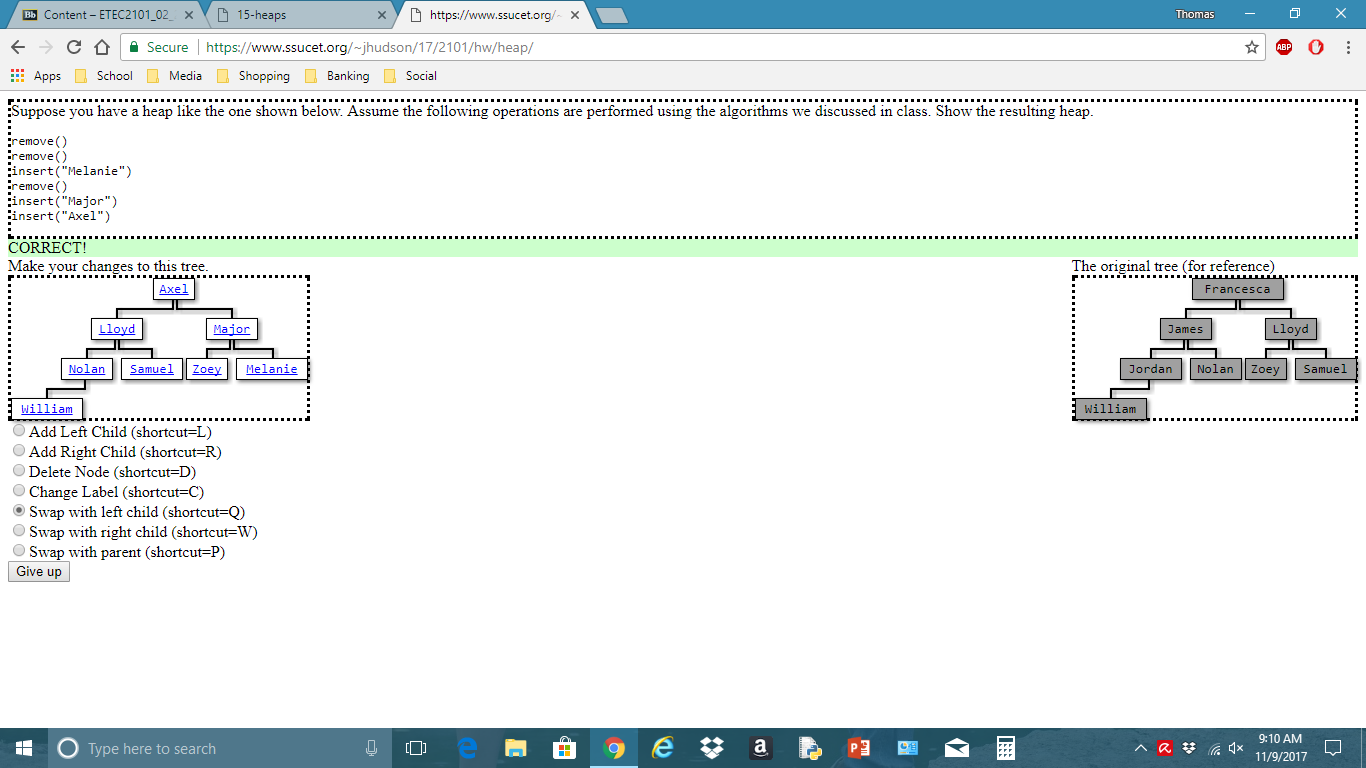 Content – ETEC2101_02_
15-heaps
https://www.ssucet.org/~
Thomas
Secure
https://www.ssucet.org/~jhudson/17/2101/hw/heap/
ABP
Apps School Media Shopping Banking Social
Suppose you have a heap like the one shown below. Assume the following operations are performed using the algorithms we discussed in class. Show the resulting heap.
remove()
remove()
insert("Melanie")
remove()
insert("Major")
insert("Axel")
CORRECT!
Make your changes to this tree.
The original tree (for reference)
Axel
Lloyd Major
Nolan Samuel Zoey Melanie
William
Francesca
James Lloyd
Jordan Nolan Zoey Samuel
William
Add Left Child (shortcut=L)
Add Right Child (shortcut=R)
Delete Node (shortcut=D)
Change Label (shortcut=C)
Swap with left child (shortcut=Q)
Swap with right child (shortcut=W)
Swap with parent (shortcut=P)
Give up
Type here to search
9:10 AM
11/9/2017